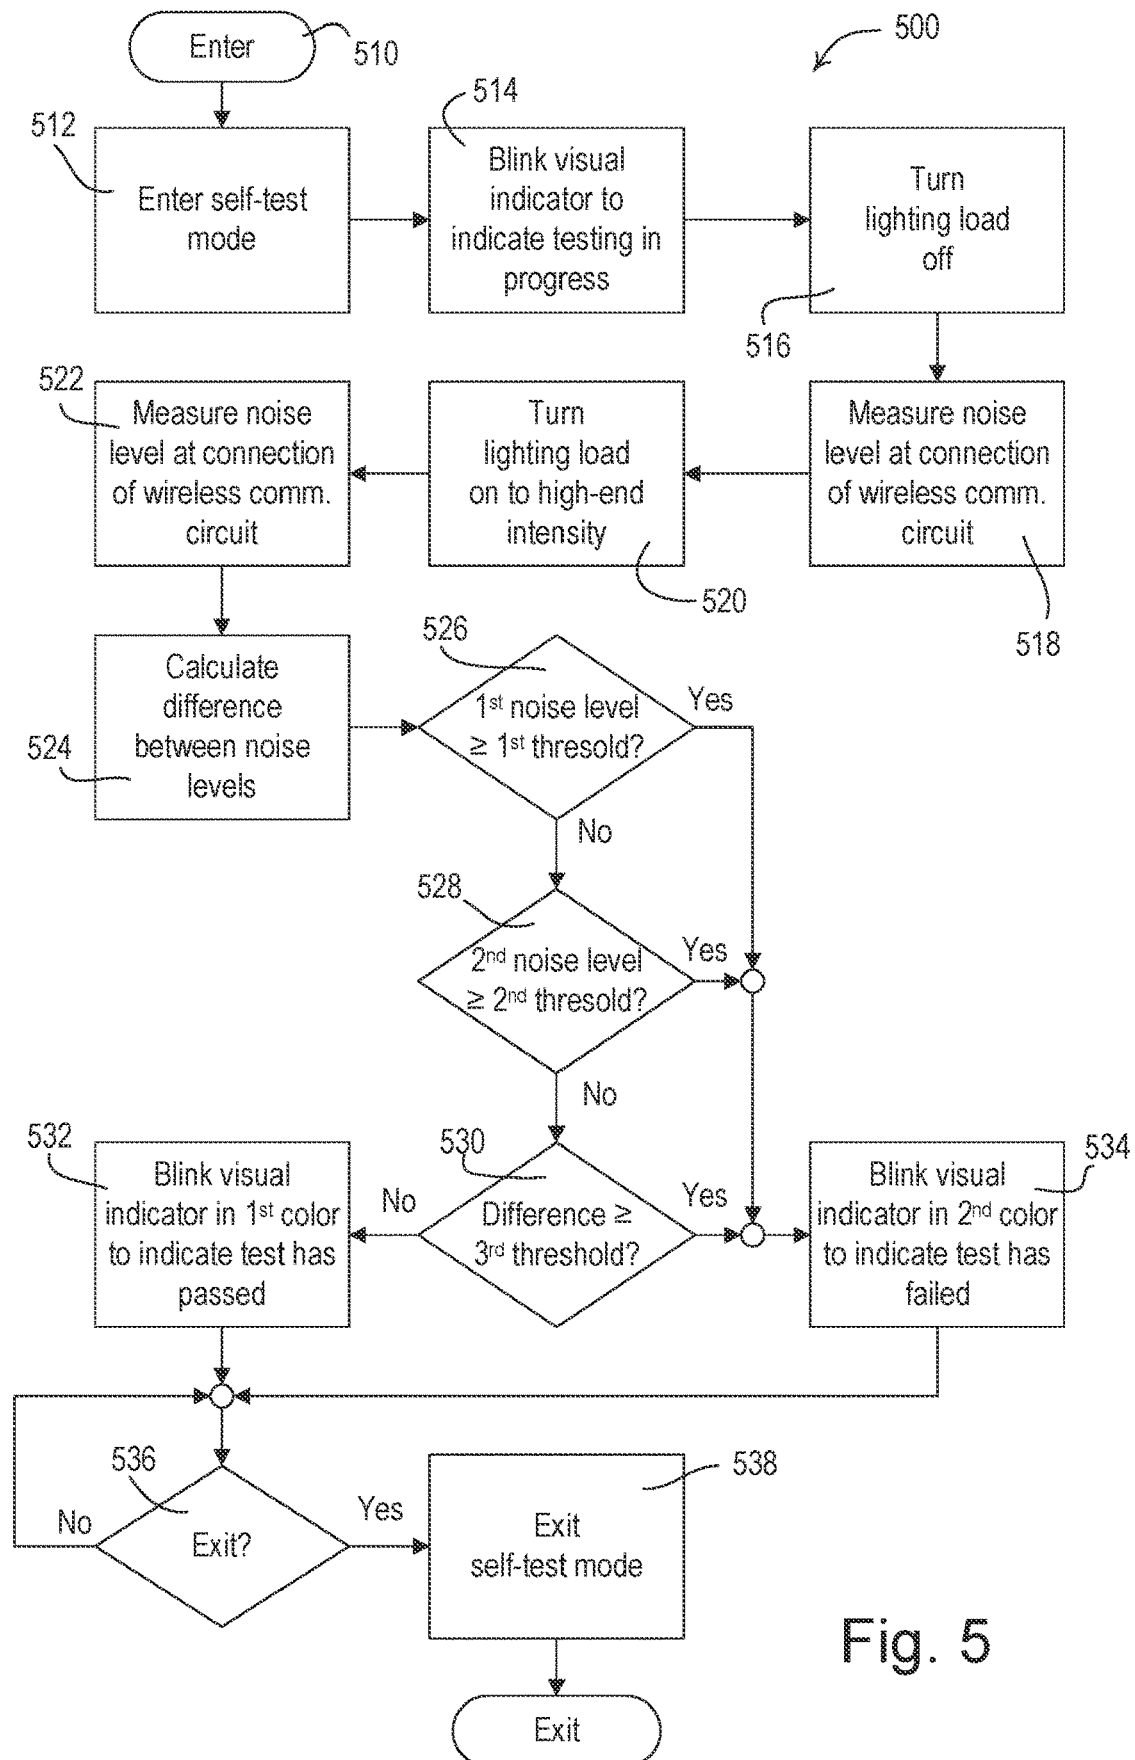 Enter
510
500
512
Enter self-test
mode
514
Blink visual
indicator to
indicate testing in
progress
Turn
lighting load
off
516
522
Measure noise
level at connection
of wireless comm.
circuit
Turn
lighting load
on to high-end
intensity
520
Measure noise
level at connection
of wireless comm.
circuit
518
Calculate
difference
between noise
levels
524
526
1st noise level
≥ 1st thresold?
Yes
No
528
2nd noise level
≥ 2nd thresold?
Yes
No
532
Blink visual
indicator in 1st color
to indicate test has
passed
No
530
Difference ≥
3rd threshold?
Yes
534
Blink visual
indicator in 2nd color
to indicate test has
failed
536
No
Exit?
Yes
538
Exit
self-test mode
Exit
Fig. 5